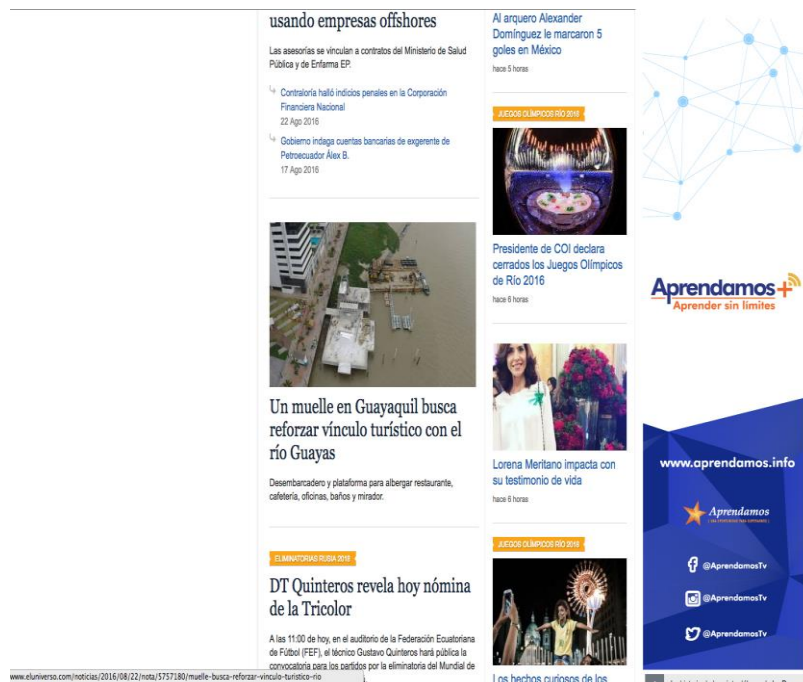 usando empresas offshores
Las asesorías se vinculan a contratos del Ministerio de Salud
Pública y de Enfarma EP.
Contraloría halló indicios penales en la Corporación
Financiera Nacional
22 Ago 2016
Gobierno indaga cuentas bancarias de exgerente de
Petroecuador Álex B.
17 Ago 2016
Un muelle en Guayaquil busca
reforzar vínculo turístico con el
río Guayas
Desembarcadero y plataforma para albergar restaurante,
cafetería, oficinas, baños y mirador.
ELIMINATORIAS RUSIA 2018
DT Quinteros revela hoy nómina
de la Tricolor
A las 11:00 de hoy, en el auditorio de la Federación Ecuatoriana
de Fútbol (FEF), el técnico Gustavo Quinteros hará pública la
convocatoria para los partidos por la eliminatoria del Mundial de
www.eluniverso.com/noticias/2016/08/22/nota/5757180/muelle-busca-reforzar-vinculo-turistico-rio
Al arquero Alexander
Domínguez le marcaron 5
goles en México
hace 5 horas
JUEGOS OLÍMPICOS RÍO 2016
Presidente de COI declara
cerrados los Juegos Olímpicos
de Río 2016
hace 6 horas
Lorena Meritano impacta con
su testimonio de vida
hace 6 horas
JUEGOS OLÍMPICOS RÍO 2016
Los hechos curiosos de los
Aprendamos+
Aprender sin límites
www.aprendamos.info
Aprendamos
@AprendamosTv
@AprendamosTv
@AprendamosTv